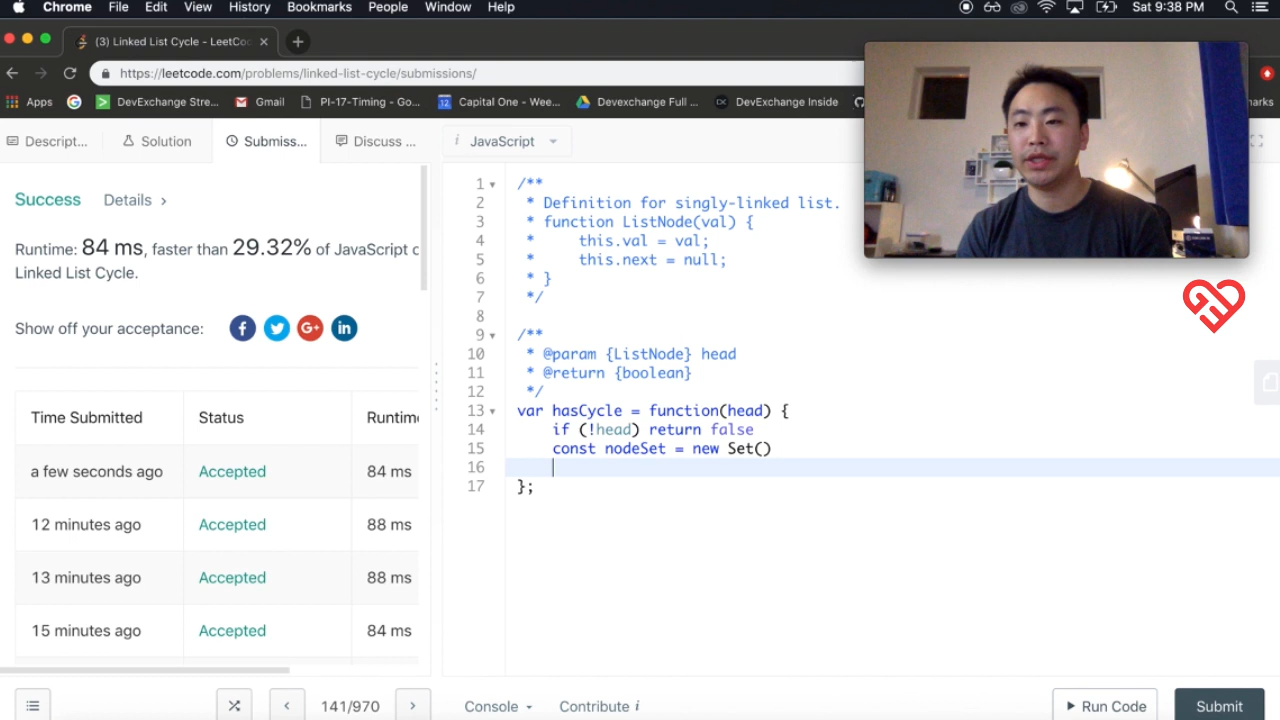 Chrome File Edit View History Bookmarks People Window Help Sat 9:38 PM
(3) Linked List Cycle - LeetCo
https://leetcode.com/problems/linked-list-cycle/submissions/
Apps DevExchange Stre... Gmail PI-17-Timing - Go... 12 Capital One - Wee... Devexchange Full ... DX DevExchange Inside marks
Descript... Solution Submiss... Discuss ... i JavaScript
Success Details >
Runtime: 84 ms, faster than 29.32% of JavaScript o
Linked List Cycle.
Show off your acceptance: f G+ in
Time Submitted Status Runtime
a few seconds ago Accepted 84 ms
12 minutes ago Accepted 88 ms
13 minutes ago Accepted 88 ms
15 minutes ago Accepted 84 ms
1 /**
2 * Definition for singly-linked list.
3 * function ListNode(val) {
4 * this.val = val;
5 * this.next = null;
6 * }
7 */
8
9 /**
10 * @param {ListNode} head
11 * @return {boolean}
12 */
13 var hasCycle = function(head) {
14 if (!head) return false
15 const nodeSet = new Set()
16
17 };
141/970 Console Contribute i Run Code Submit